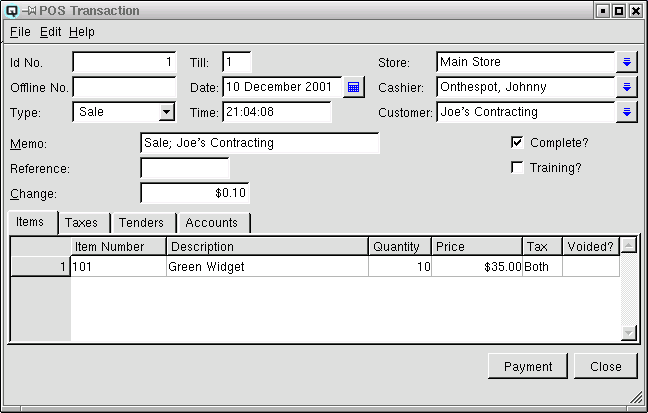 POS Transaction
File Edit Help
Id No. 1 Till: 1 Store: Main Store
Offline No. Date: 10 December 2001 Cashier: Onthespot, Johnny
Type: Sale Time: 21:04:08 Customer: Joe's Contracting
Memo: Sale; Joe's Contracting Complete?
Reference: Training?
Change: $0.10
Items Taxes Tenders Accounts
Item Number Description Quantity Price Tax Voided?
1 101 Green Widget 10 $35.00 Both
Payment Close